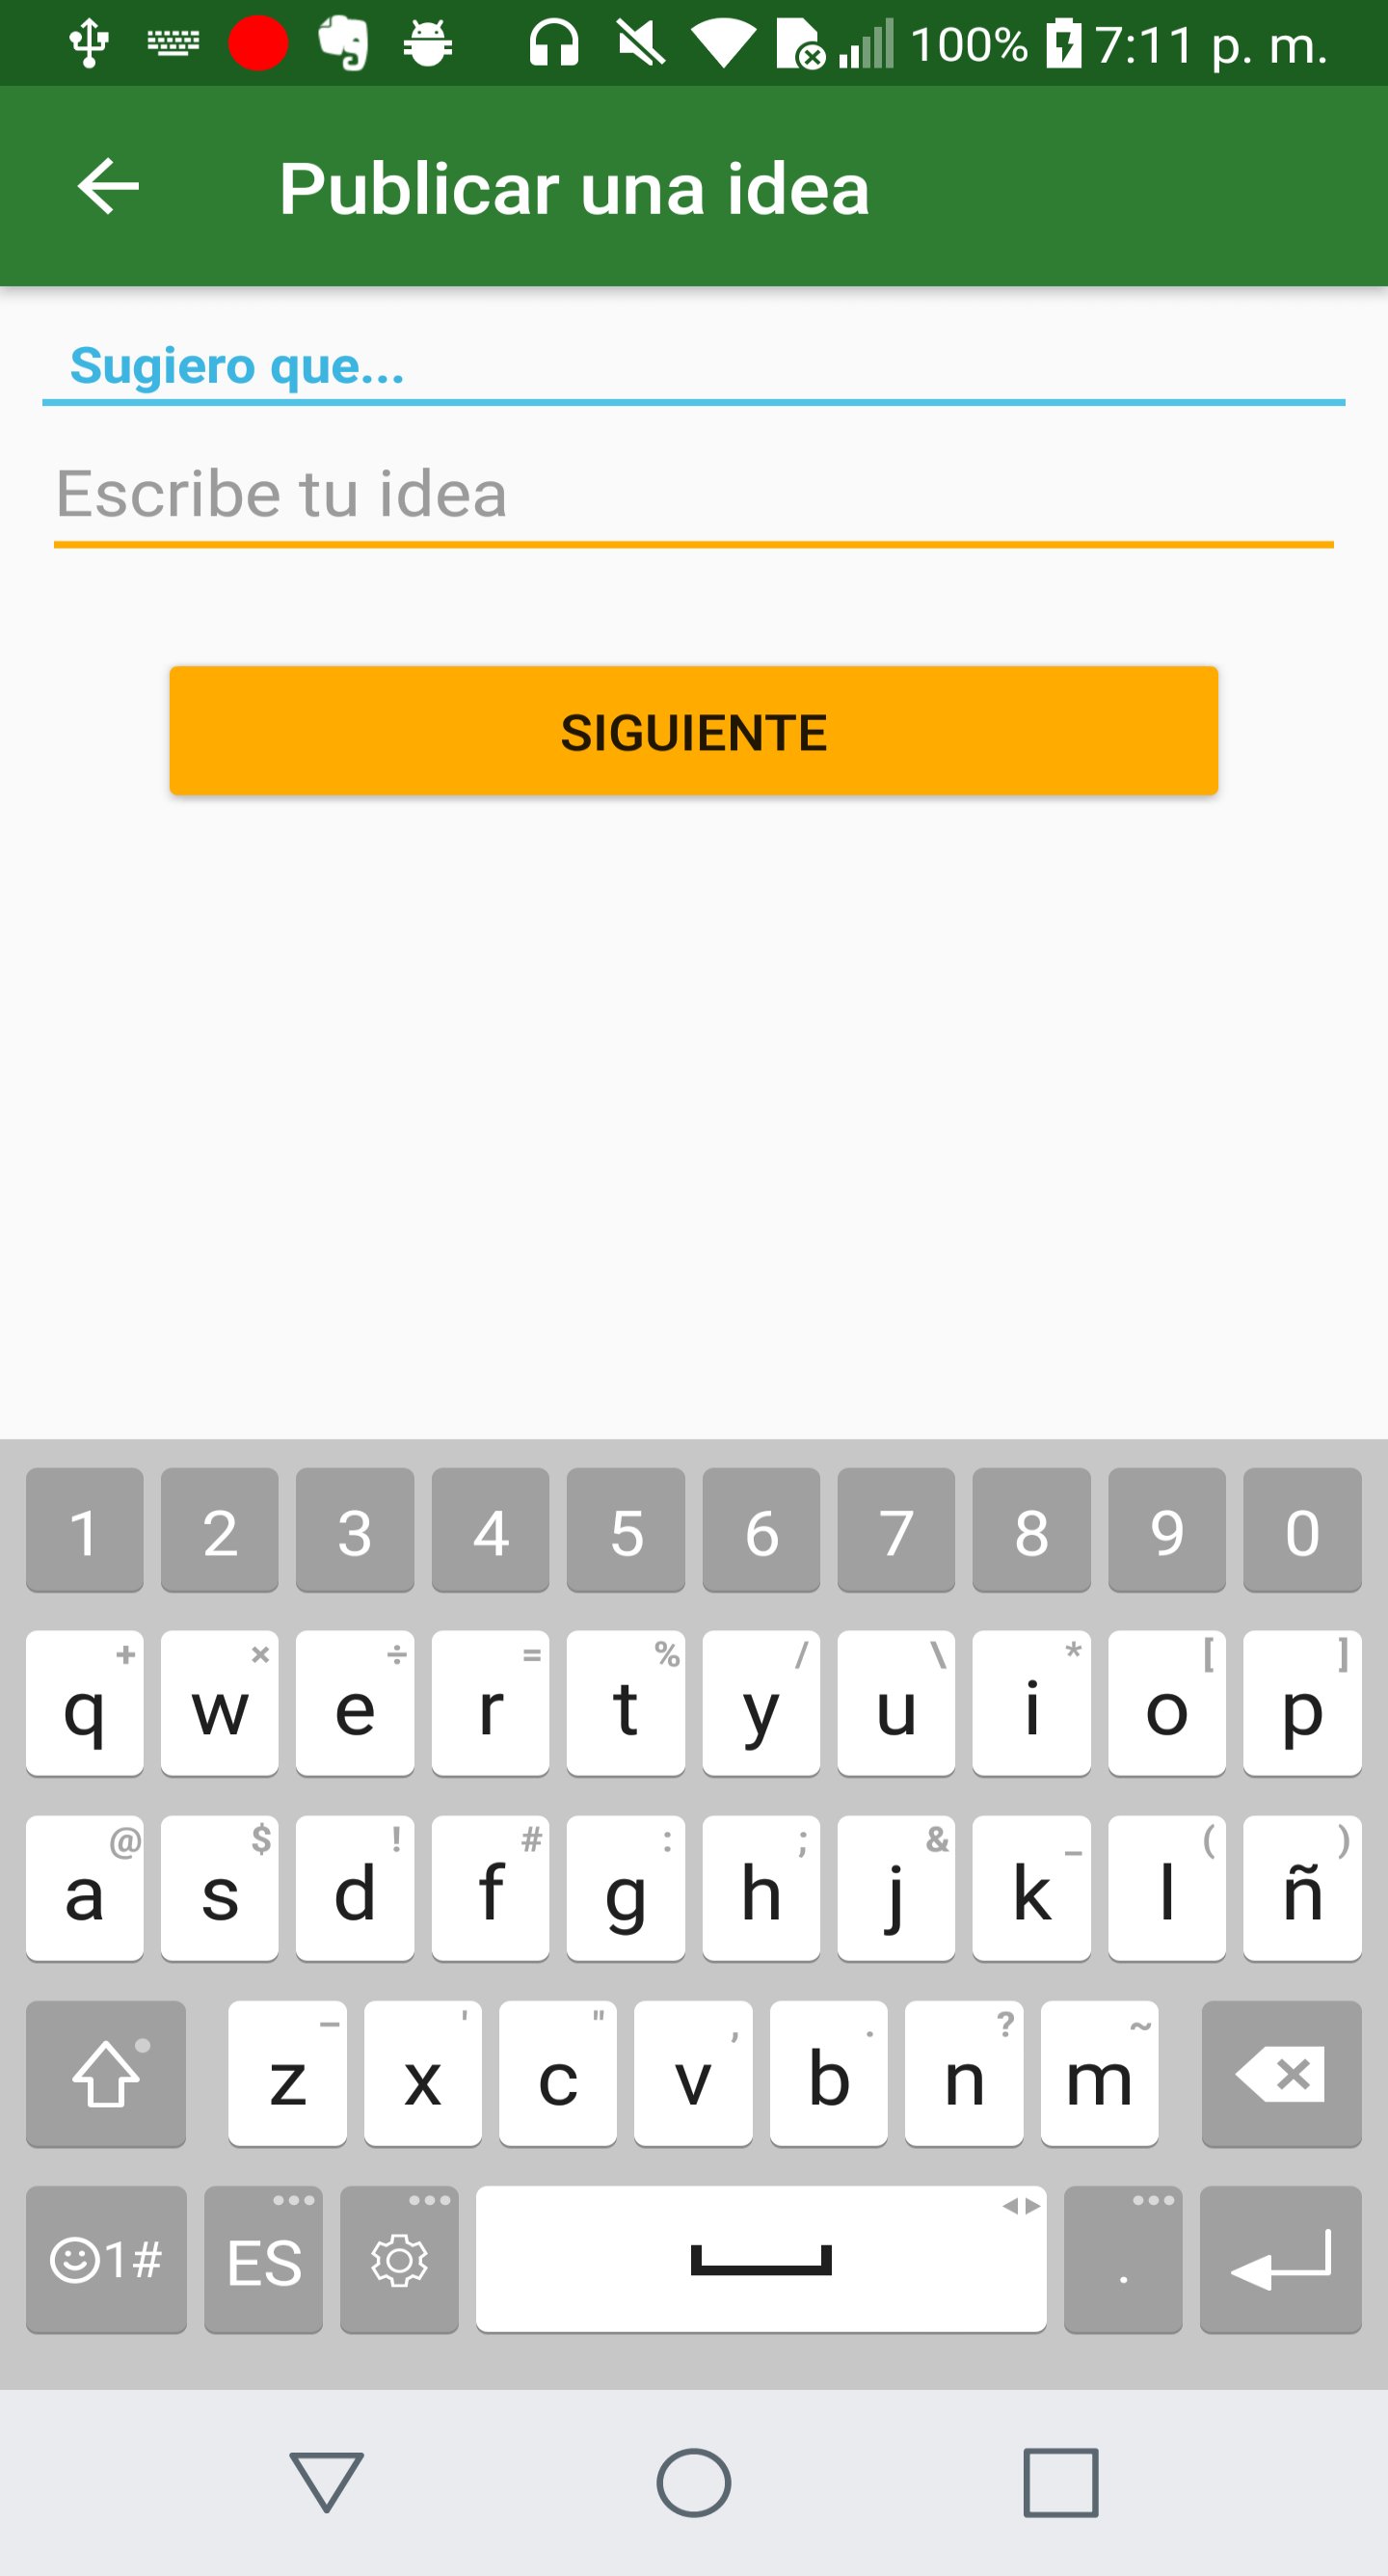 100% 7:11 p. m.
Publicar una idea
Sugiero que...
Escribe tu idea
SIGUIENTE
1 2 3 4 5 6 7 8 9 0
+ × ÷ = % / \ * [ ]
q w e r t y u i o p
@ $ ! # : ; & _ ( )
a s d f g h j k l ñ
– ' " , . ? ~
z x c v b n m
1# ES .